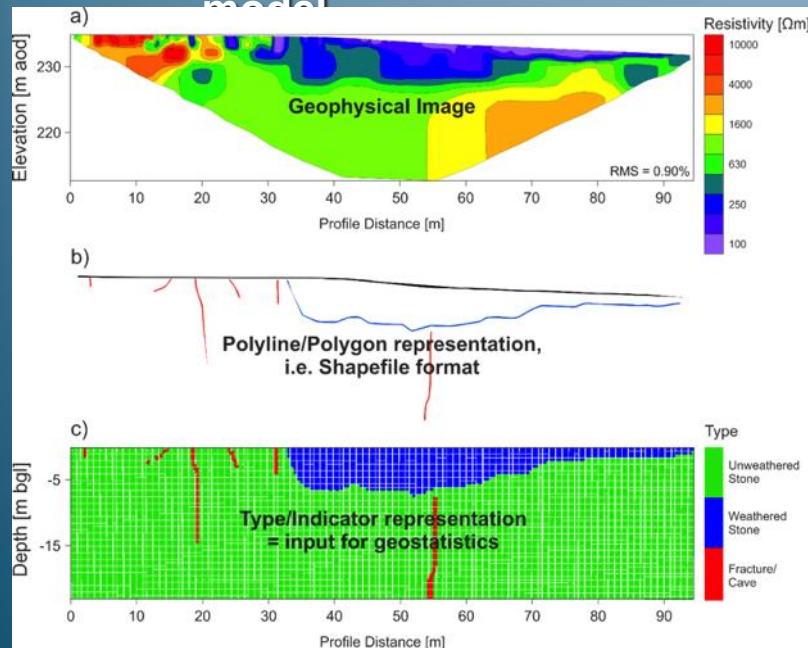 model
a)
Resistivity [Ωm]
Elevation [m aod]
230
220
Geophysical Image
RMS = 0.90%
10000
4000
1600
630
250
100
0 10 20 30 40 50 60 70 80 90
Profile Distance [m]
b)
Polyline/Polygon representation,
i.e. Shapefile format
c)
Type
Depth [m bgl]
-5
-15
Type/Indicator representation
= input for geostatistics
Unweathered
Stone
Weathered
Stone
Fracture/
Cave
0 10 20 30 40 50 60 70 80 90
Profile Distance [m]